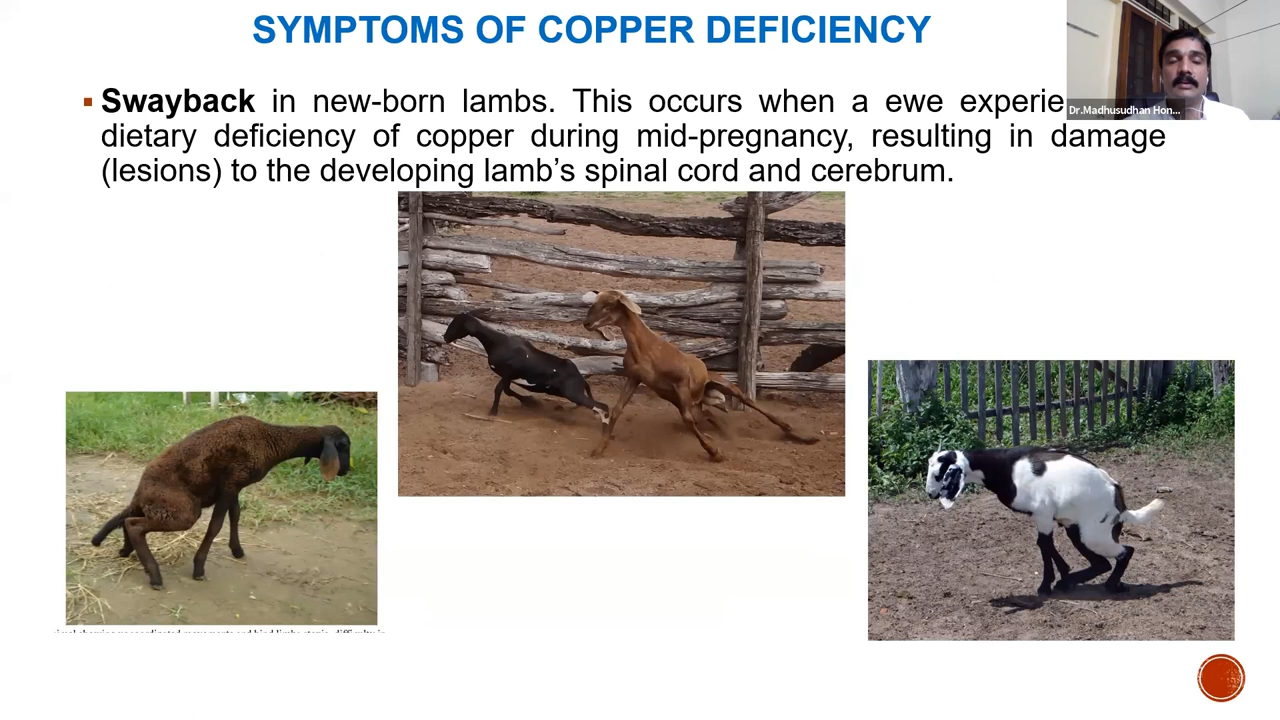 SYMPTOMS OF COPPER DEFICIENCY
Dr.Madhusudhan Hon...
▪ Swayback in new-born lambs. This occurs when a ewe
dietary deficiency of copper during mid-pregnancy, resulting in damage
(lesions) to the developing lamb’s spinal cord and cerebrum.